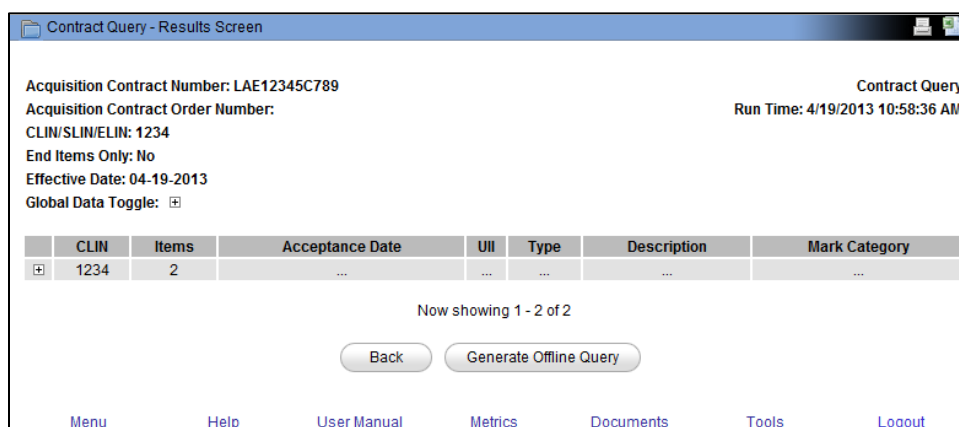 Contract Query - Results Screen
Acquisition Contract Number: LAE12345C789
Contract Query
Acquisition Contract Order Number:
Run Time: 4/19/2013 10:58:36 AM
CLIN/SLIN/ELIN: 1234
End Items Only: No
Effective Date: 04-19-2013
Global Data Toggle:
CLIN Items Acceptance Date UII Type Description Mark Category
1234 2 ... ... ... ... ...
Now showing 1 - 2 of 2
Back Generate Offline Query
Menu Help User Manual Metrics Documents Tools Logout